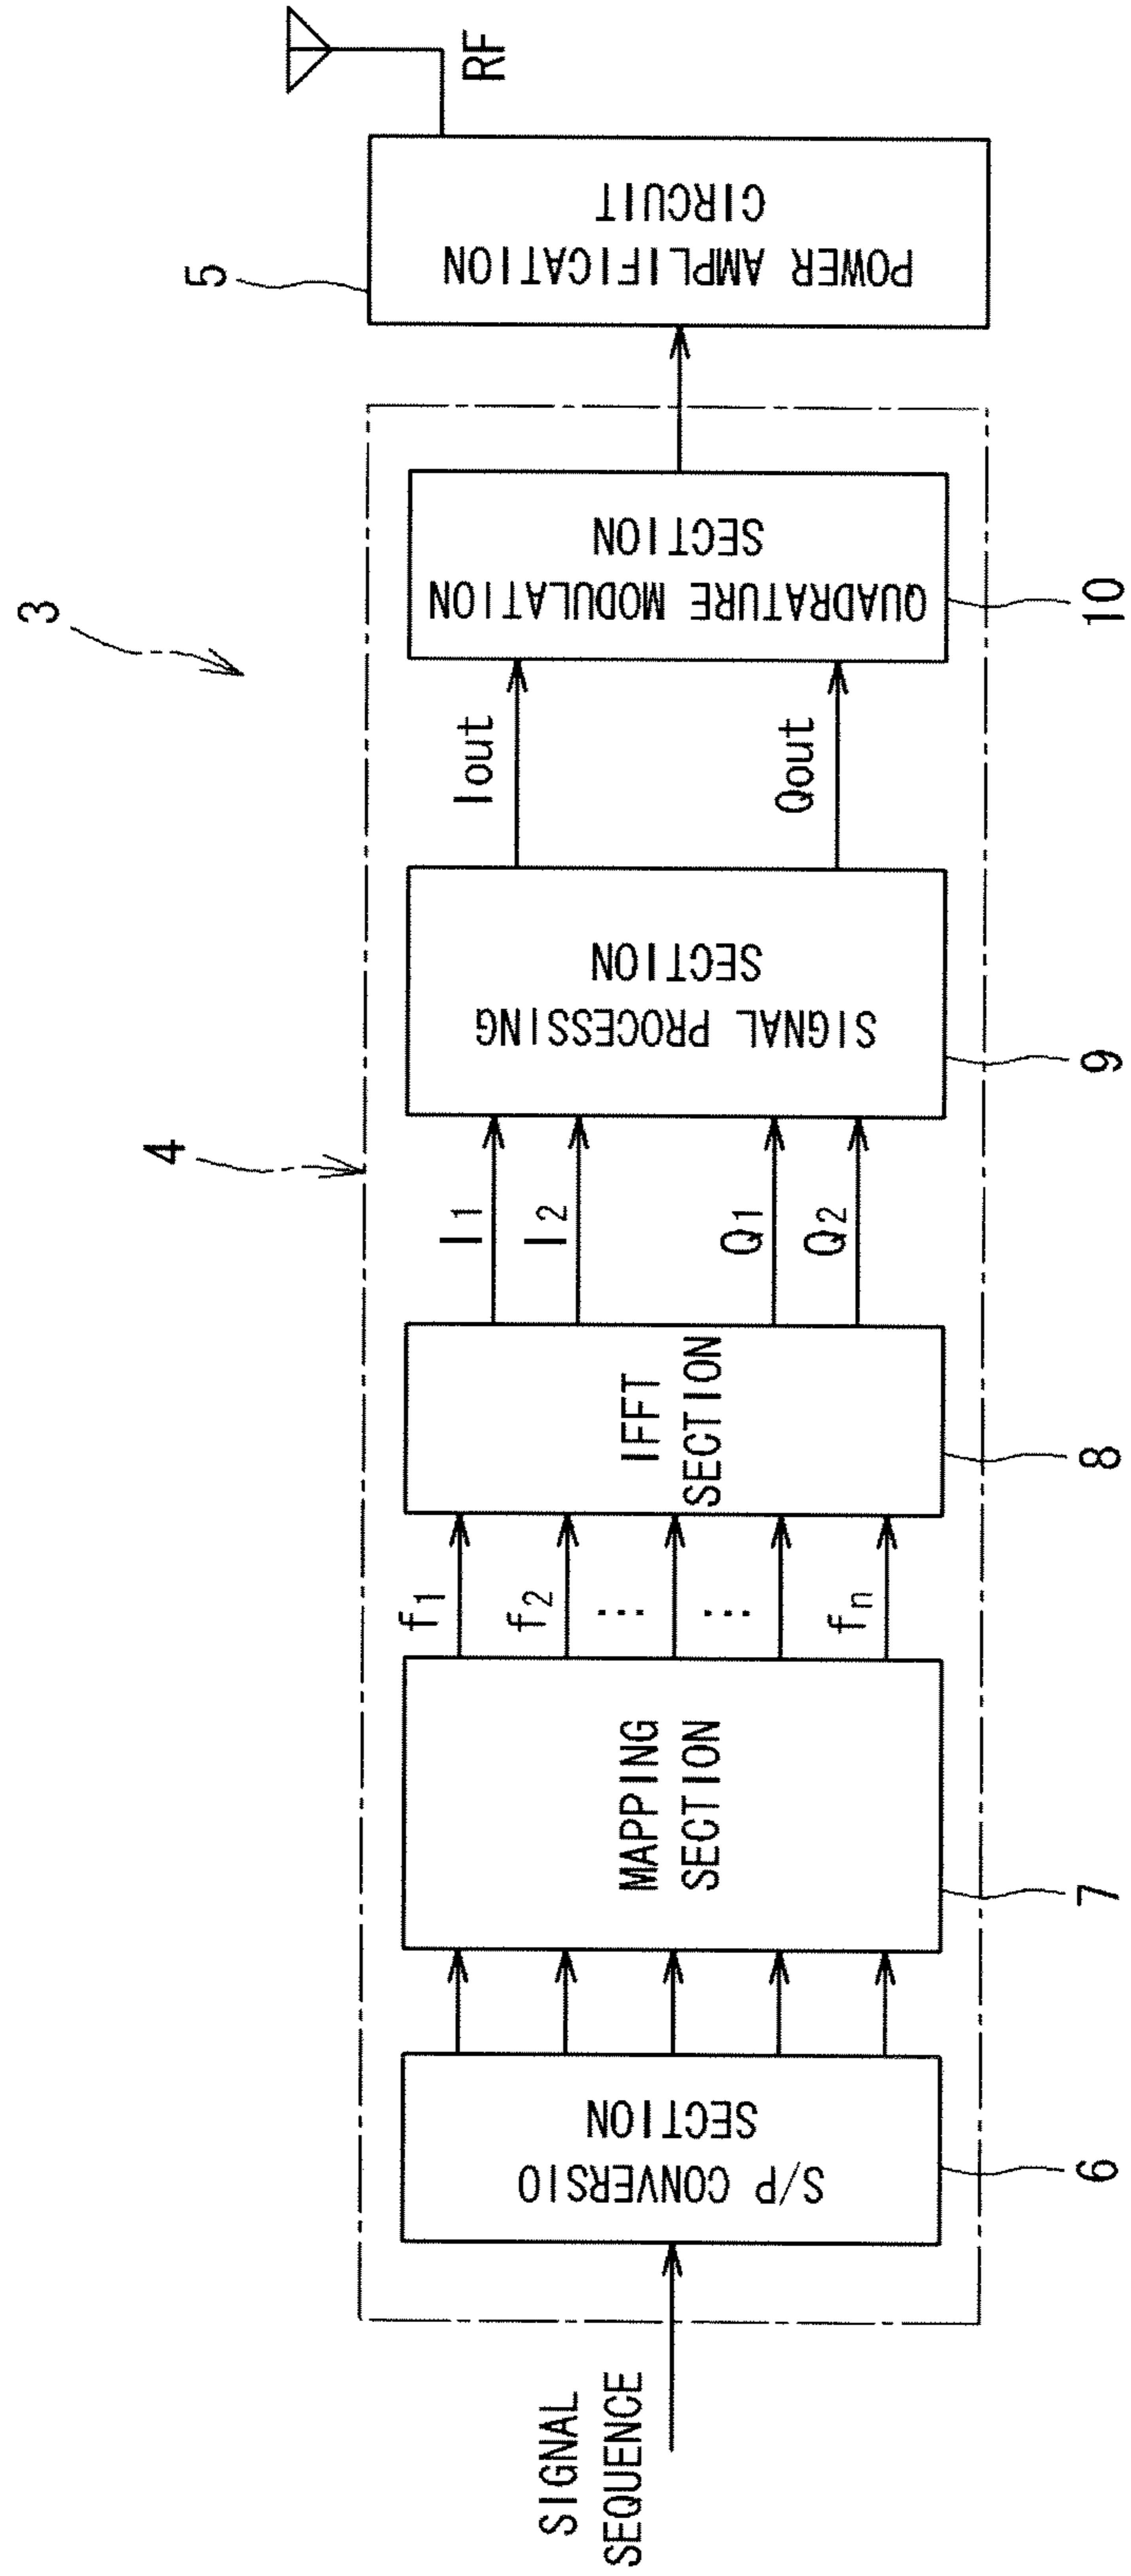 3
4
5
SIGNAL
SEQUENCE
S/P CONVERSIO
SECTION
6
MAPPING
SECTION
7
f1
f2
...
...
fn
IFFT
SECTION
8
I1
I2
Q1
Q2
SIGNAL PROCESSING
SECTION
9
Iout
Qout
QUADRATURE MODULATION
SECTION
10
POWER AMPLIFICATION
CIRCUIT
RF